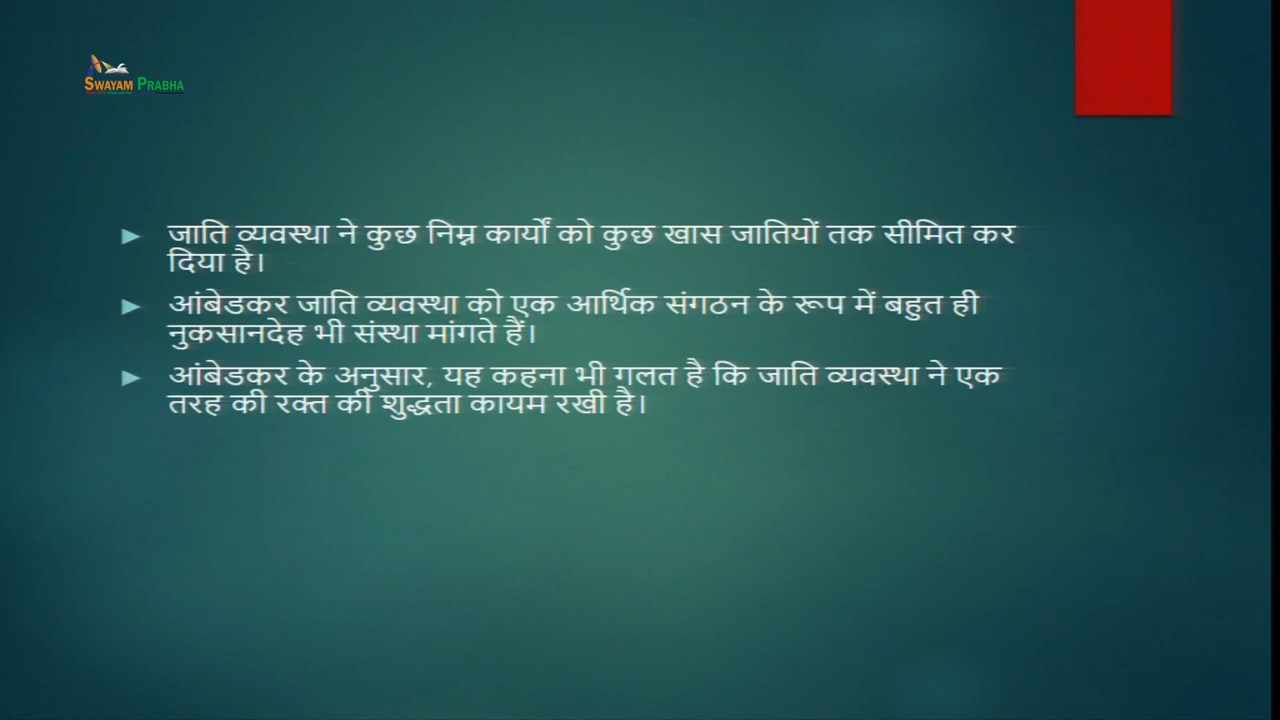 SWAYAM PRABHA
जाति व्यवस्था ने कुछ निम्न कार्यों को कुछ खास जातियों तक सीमित कर
दिया है।
आंबेडकर जाति व्यवस्था को एक आर्थिक संगठन के रूप में बहुत ही
नुकसानदेह भी संस्था मांगते हैं।
आंबेडकर के अनुसार, यह कहना भी गलत है कि जाति व्यवस्था ने एक
तरह की रक्त की शुद्धता कायम रखी है।